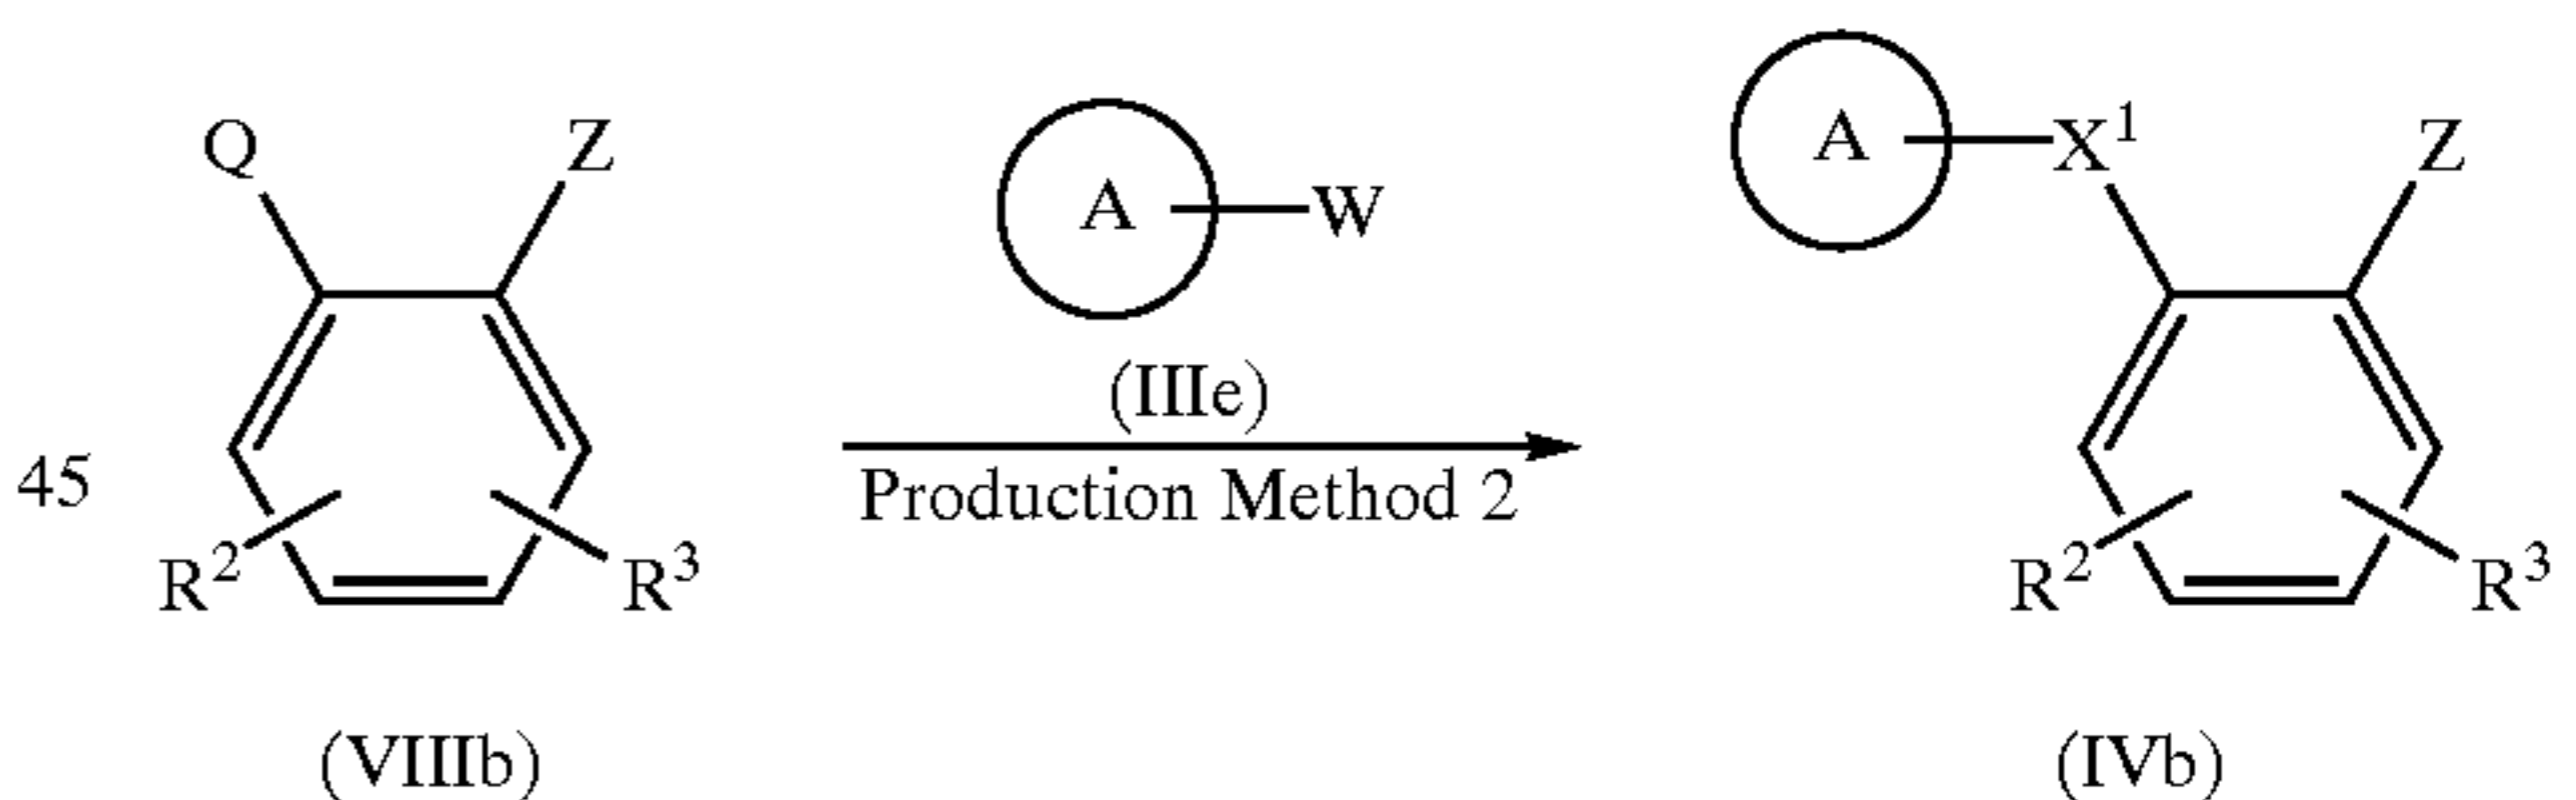 Q Z A X¹ Z
A W
(IIIe)
45 Production Method 2
R² R³ R² R³
(VIIIb) (IVb)